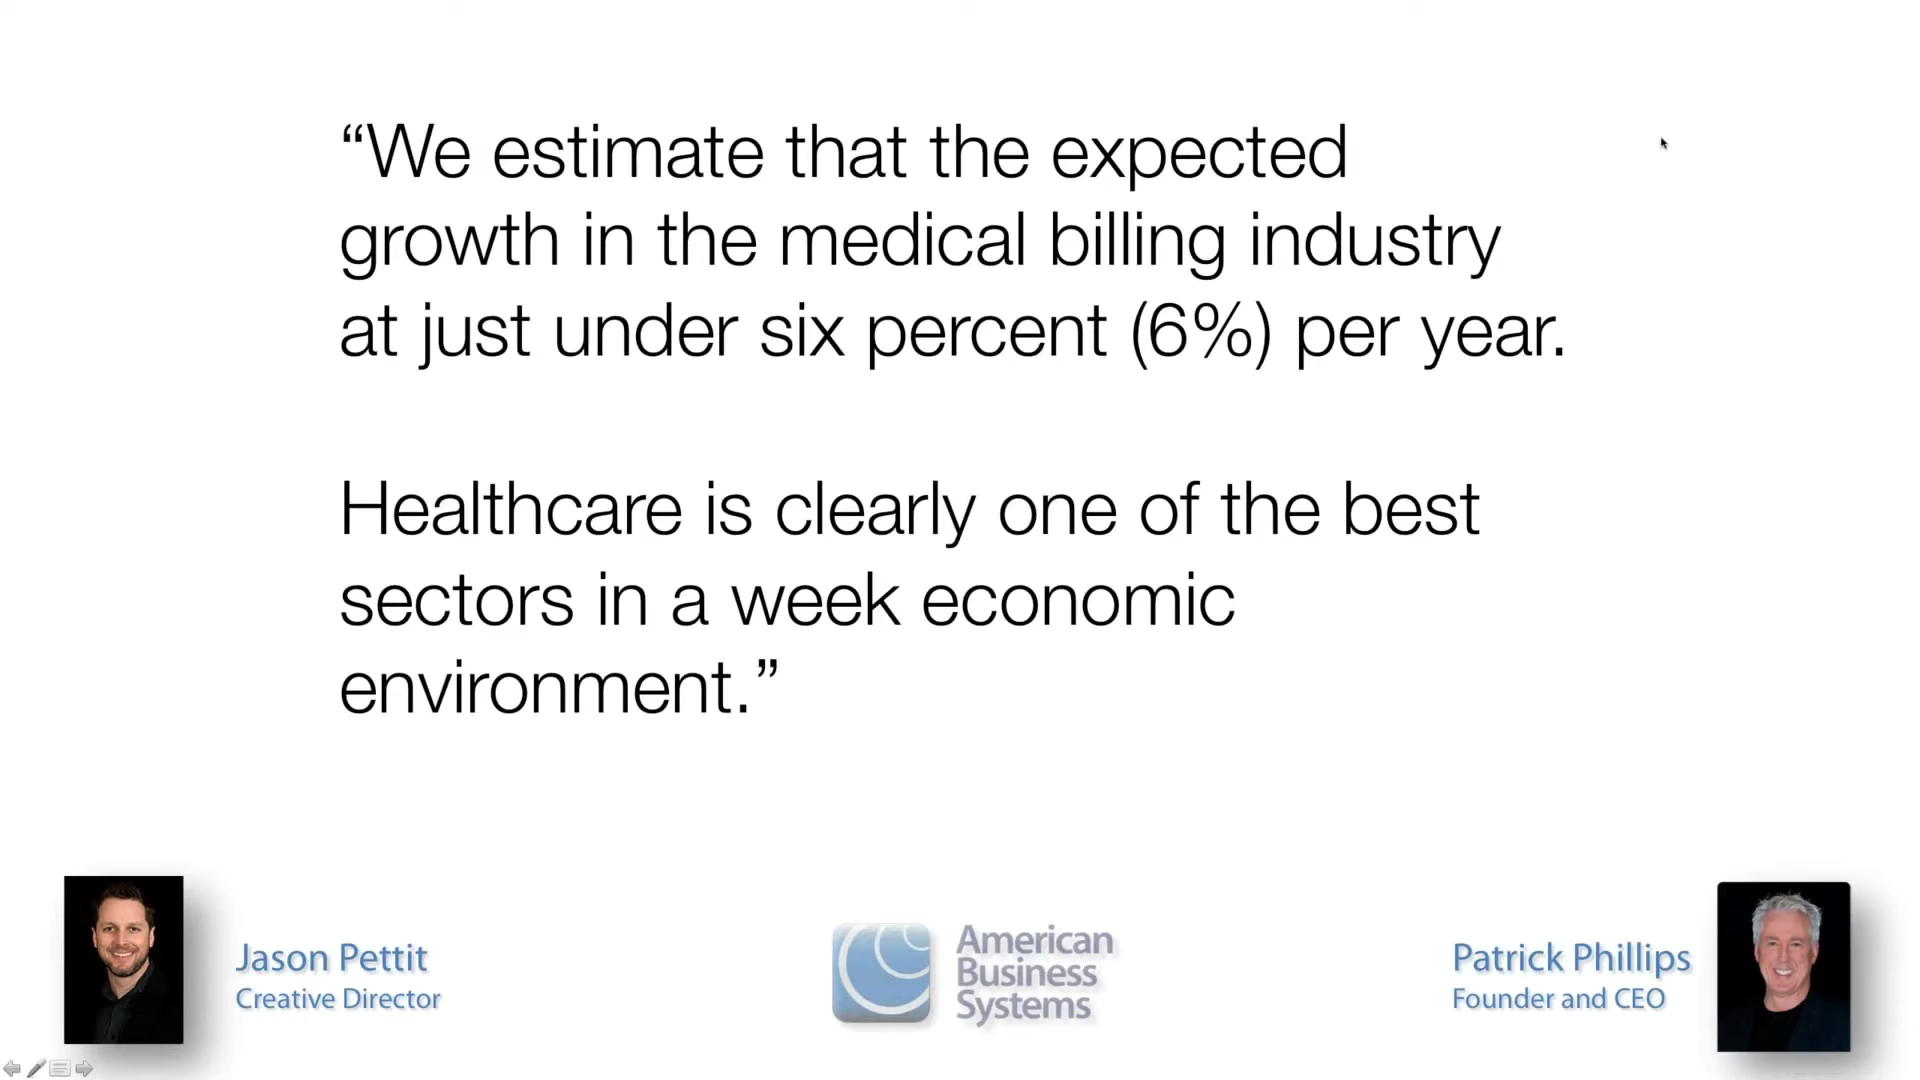 “We estimate that the expected
growth in the medical billing industry
at just under six percent (6%) per year.
Healthcare is clearly one of the best
sectors in a week economic
environment.”
Jason Pettit
Creative Director
American
Business
Systems
Patrick Phillips
Founder and CEO